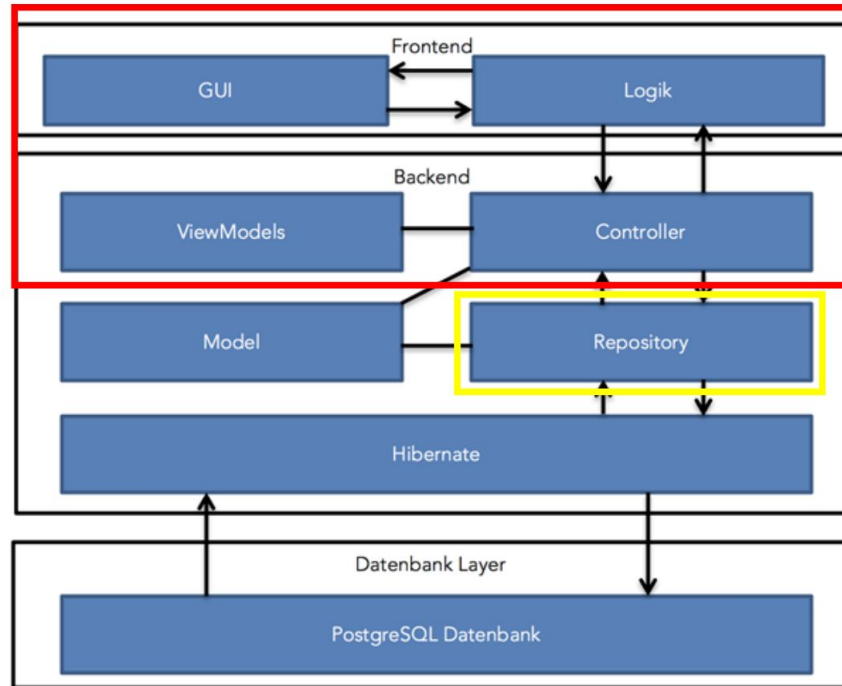 Frontend
GUI
Logik
Backend
ViewModels
Controller
Model
Repository
Hibernate
Datenbank Layer
PostgreSQL Datenbank